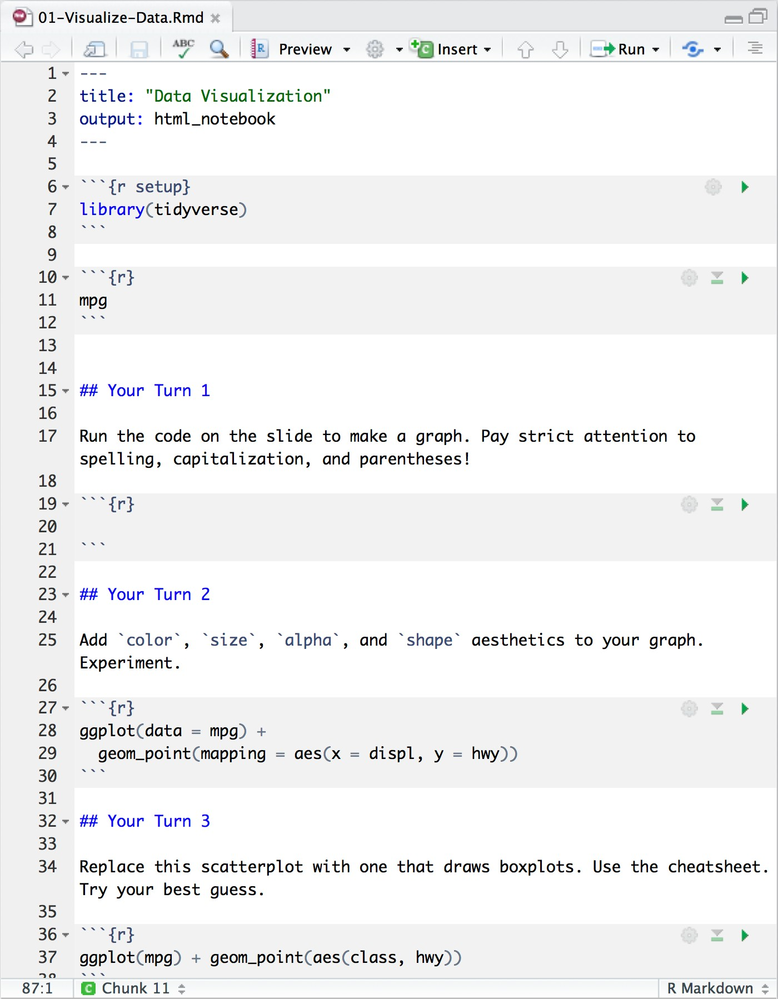 01-Visualize-Data.Rmd
ABC Preview Insert Run
1 ---
2 title: "Data Visualization"
3 output: html_notebook
4 ---
5
6 ```{r setup}
7 library(tidyverse)
8 ```
9
10 ```{r}
11 mpg
12 ```
13
14
15 ## Your Turn 1
16
17 Run the code on the slide to make a graph. Pay strict attention to
spelling, capitalization, and parentheses!
18
19 ```{r}
20
21 ```
22
23 ## Your Turn 2
24
25 Add `color`, `size`, `alpha`, and `shape` aesthetics to your graph.
Experiment.
26
27 ```{r}
28 ggplot(data = mpg) +
29   geom_point(mapping = aes(x = displ, y = hwy))
30 ```
31
32 ## Your Turn 3
33
34 Replace this scatterplot with one that draws boxplots. Use the cheatsheet.
Try your best guess.
35
36 ```{r}
37 ggplot(mpg) + geom_point(aes(class, hwy))
38 ```
87:1 C Chunk 11 R Markdown